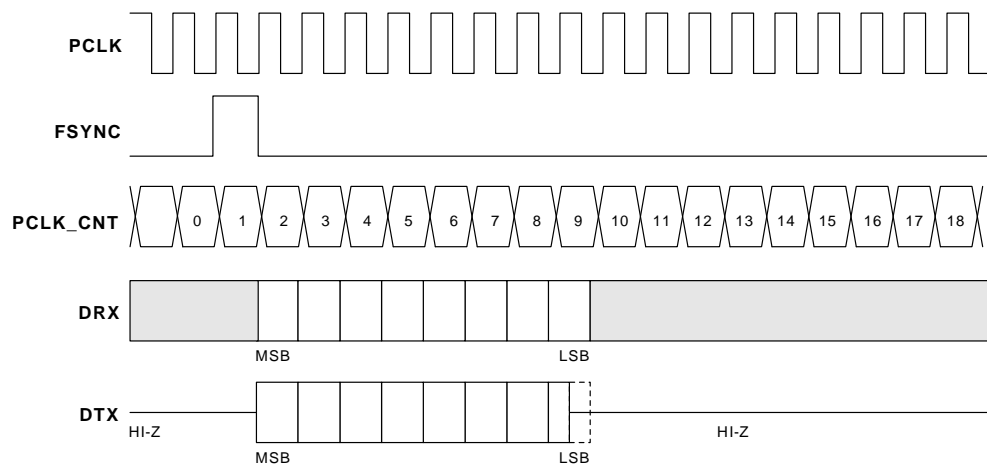 PCLK
FSYNC
PCLK_CNT 0 1 2 3 4 5 6 7 8 9 10 11 12 13 14 15 16 17 18
DRX
MSB LSB
DTX
HI-Z HI-Z
MSB LSB